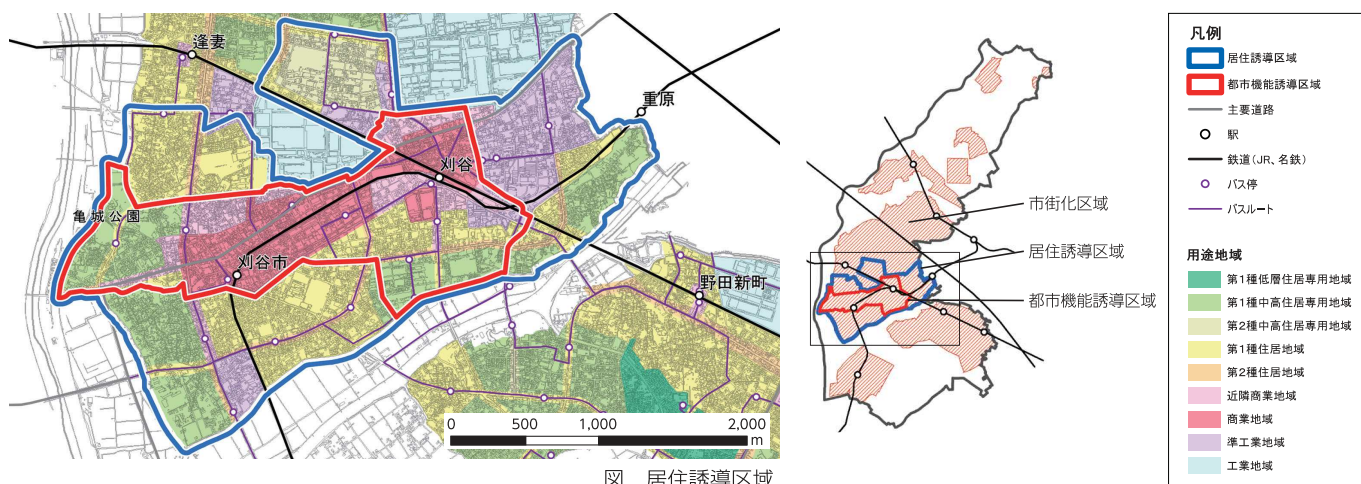 逢妻
重原
刈谷
亀城公園
刈谷市
野田新町
0 500 1,000 2,000
m
図 居住誘導区域
市街化区域
居住誘導区域
都市機能誘導区域
凡例
居住誘導区域
都市機能誘導区域
主要道路
駅
鉄道(JR、名鉄)
バス停
バスルート
用途地域
第1種低層住居専用地域
第1種中高住居専用地域
第2種中高住居専用地域
第1種住居地域
第2種住居地域
近隣商業地域
商業地域
準工業地域
工業地域